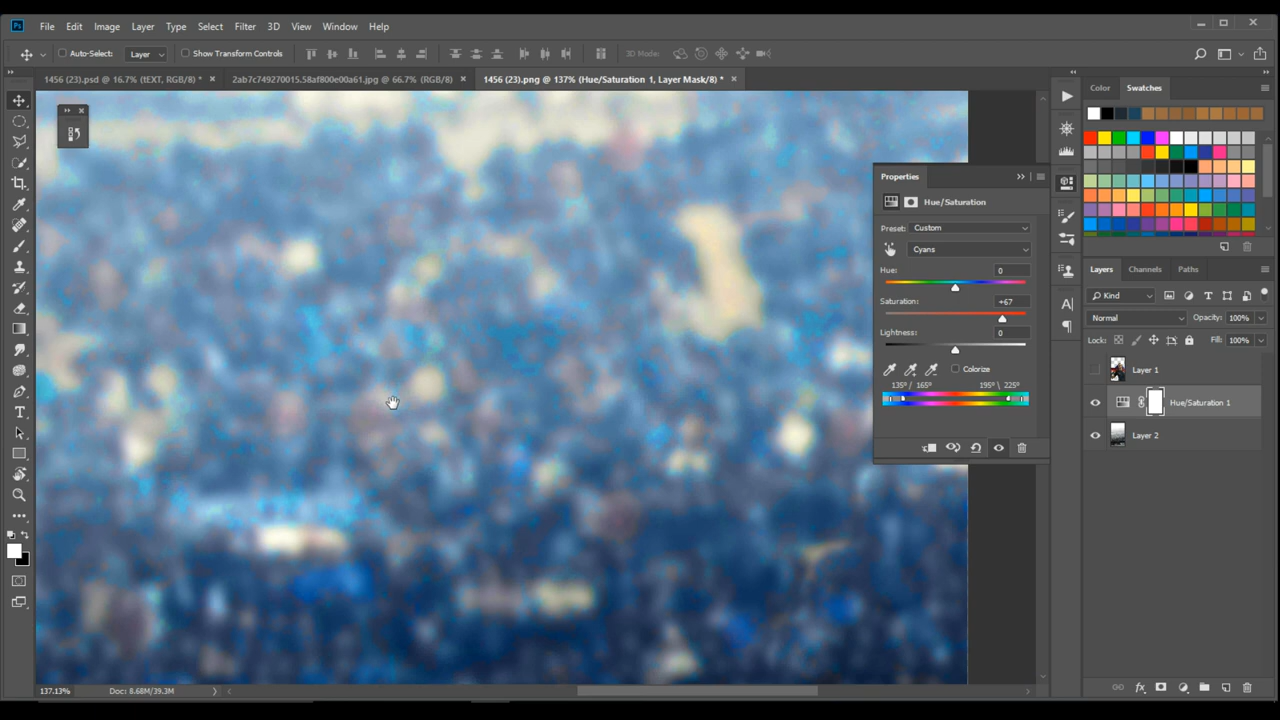 Ps File Edit Image Layer Type Select Filter 3D View Window Help
Auto-Select: Layer Show Transform Controls 3D Mode:
1456 (23).psd @ 16.7% (tEXT, RGB/8) * × 2ab7c749270015.58af800e00a61.jpg @ 66.7% (RGB/8) × 1456 (23).png @ 137% (Hue/Saturation 1, Layer Mask/8) * ×
Color Swatches
Properties
Hue/Saturation
Preset: Custom
Cyans
Hue: 0
Saturation: +67
Lightness: 0
Colorize
135° / 165° 195° \ 225°
Layers Channels Paths
Kind
Normal Opacity: 100%
Lock: Fill: 100%
Layer 1
Hue/Saturation 1
Layer 2
137.13% Doc: 8.68M/39.3M